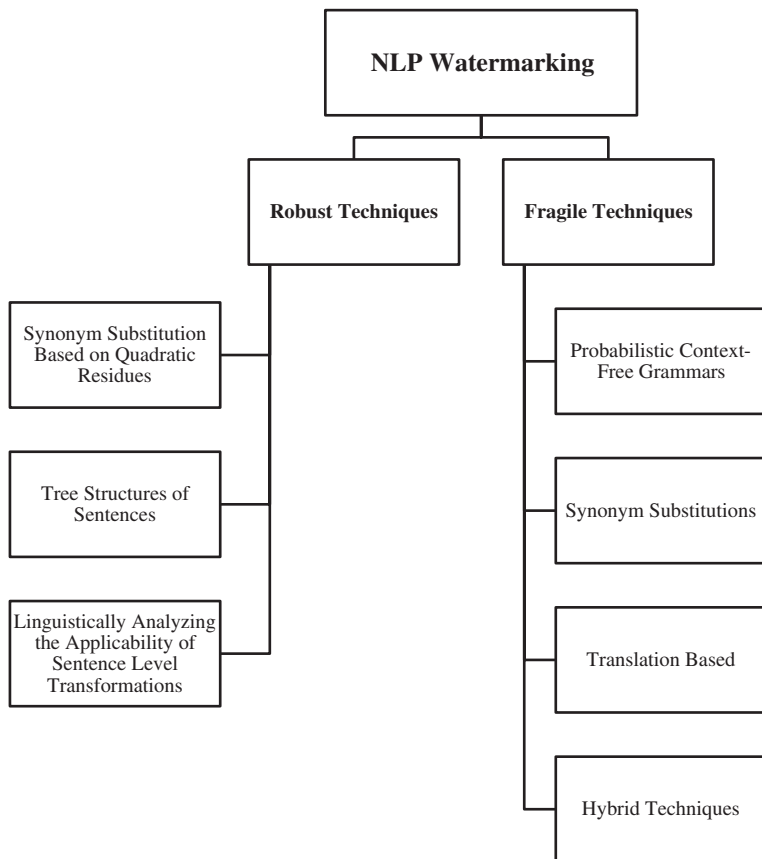 NLP Watermarking
Robust Techniques
Fragile Techniques
Synonym Substitution
Based on Quadratic
Residues
Tree Structures of
Sentences
Linguistically Analyzing
the Applicability of
Sentence Level
Transformations
Probabilistic Context-
Free Grammars
Synonym Substitutions
Translation Based
Hybrid Techniques